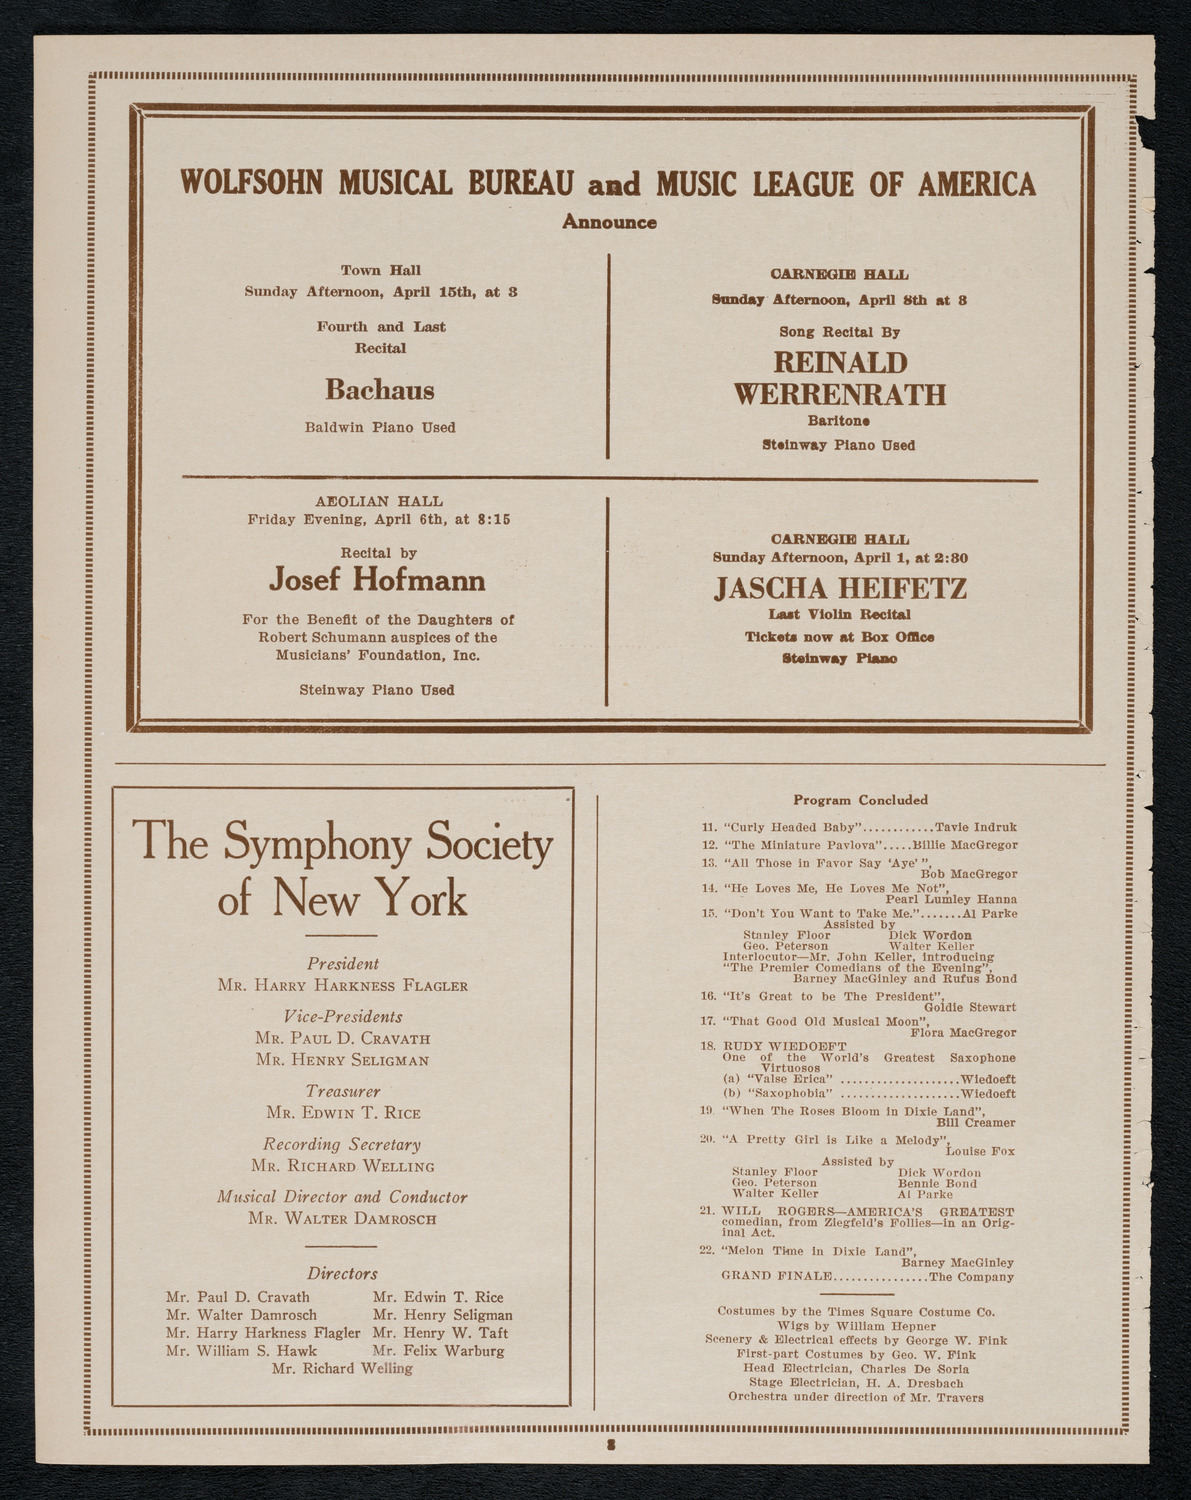 WOLFSOHN MUSICAL BUREAU and MUSIC LEAGUE OF AMERICA
Announce
Town Hall
Sunday Afternoon, April 15th, at 3
Fourth and Last
Recital
Bachaus
Baldwin Piano Used
CARNEGIE HALL
Sunday Afternoon, April 8th at 3
Song Recital By
REINALD
WERRENRATH
Baritone
Steinway Piano Used
AEOLIAN HALL
Friday Evening, April 6th, at 8:15
Recital by
Josef Hofmann
For the Benefit of the Daughters of
Robert Schumann auspices of the
Musicians' Foundation, Inc.
Steinway Piano Used
CARNEGIE HALL
Sunday Afternoon, April 1, at 2:30
JASCHA HEIFETZ
Last Violin Recital
Tickets now at Box Office
Steinway Piano
The Symphony Society
of New York
President
MR. HARRY HARKNESS FLAGLER
Vice-Presidents
MR. PAUL D. CRAVATH
MR. HENRY SELIGMAN
Treasurer
MR. EDWIN T. RICE
Recording Secretary
MR. RICHARD WELLING
Musical Director and Conductor
MR. WALTER DAMROSCH
Directors
Mr. Paul D. Cravath Mr. Edwin T. Rice
Mr. Walter Damrosch Mr. Henry Seligman
Mr. Harry Harkness Flagler Mr. Henry W. Taft
Mr. William S. Hawk Mr. Felix Warburg
Mr. Richard Welling
Program Concluded
11. "Curly Headed Baby"............Tavie Indruk
12. "The Miniature Pavlova".....Billie MacGregor
13. "All Those in Favor Say 'Aye'",
Bob MacGregor
14. "He Loves Me, He Loves Me Not",
Pearl Lumley Hanna
15. "Don't You Want to Take Me.".......Al Parke
Assisted by
Stanley Floor Dick Wordon
Geo. Peterson Walter Keller
Interlocutor—Mr. John Keller, introducing
"The Premier Comedians of the Evening",
Barney MacGinley and Rufus Bond
16. "It's Great to be The President",
Goldie Stewart
17. "That Good Old Musical Moon",
Flora MacGregor
18. RUDY WIEDOEFT
One of the World's Greatest Saxophone
Virtuosos
(a) "Valse Erica" ....................Wiedoeft
(b) "Saxophobia" ....................Wiedoeft
19. "When The Roses Bloom in Dixie Land",
Bill Creamer
20. "A Pretty Girl is Like a Melody",
Louise Fox
Assisted by
Stanley Floor Dick Wordon
Geo. Peterson Bennie Bond
Walter Keller Al Parke
21. WILL ROGERS—AMERICA'S GREATEST
comedian, from Ziegfeld's Follies—in an Orig-
inal Act.
22. "Melon Time in Dixie Land",
Barney MacGinley
GRAND FINALE................The Company
Costumes by the Times Square Costume Co.
Wigs by William Hepner
Scenery & Electrical effects by George W. Fink
First-part Costumes by Geo. W. Fink
Head Electrician, Charles De Soria
Stage Electrician, H. A. Dresbach
Orchestra under direction of Mr. Travers
8